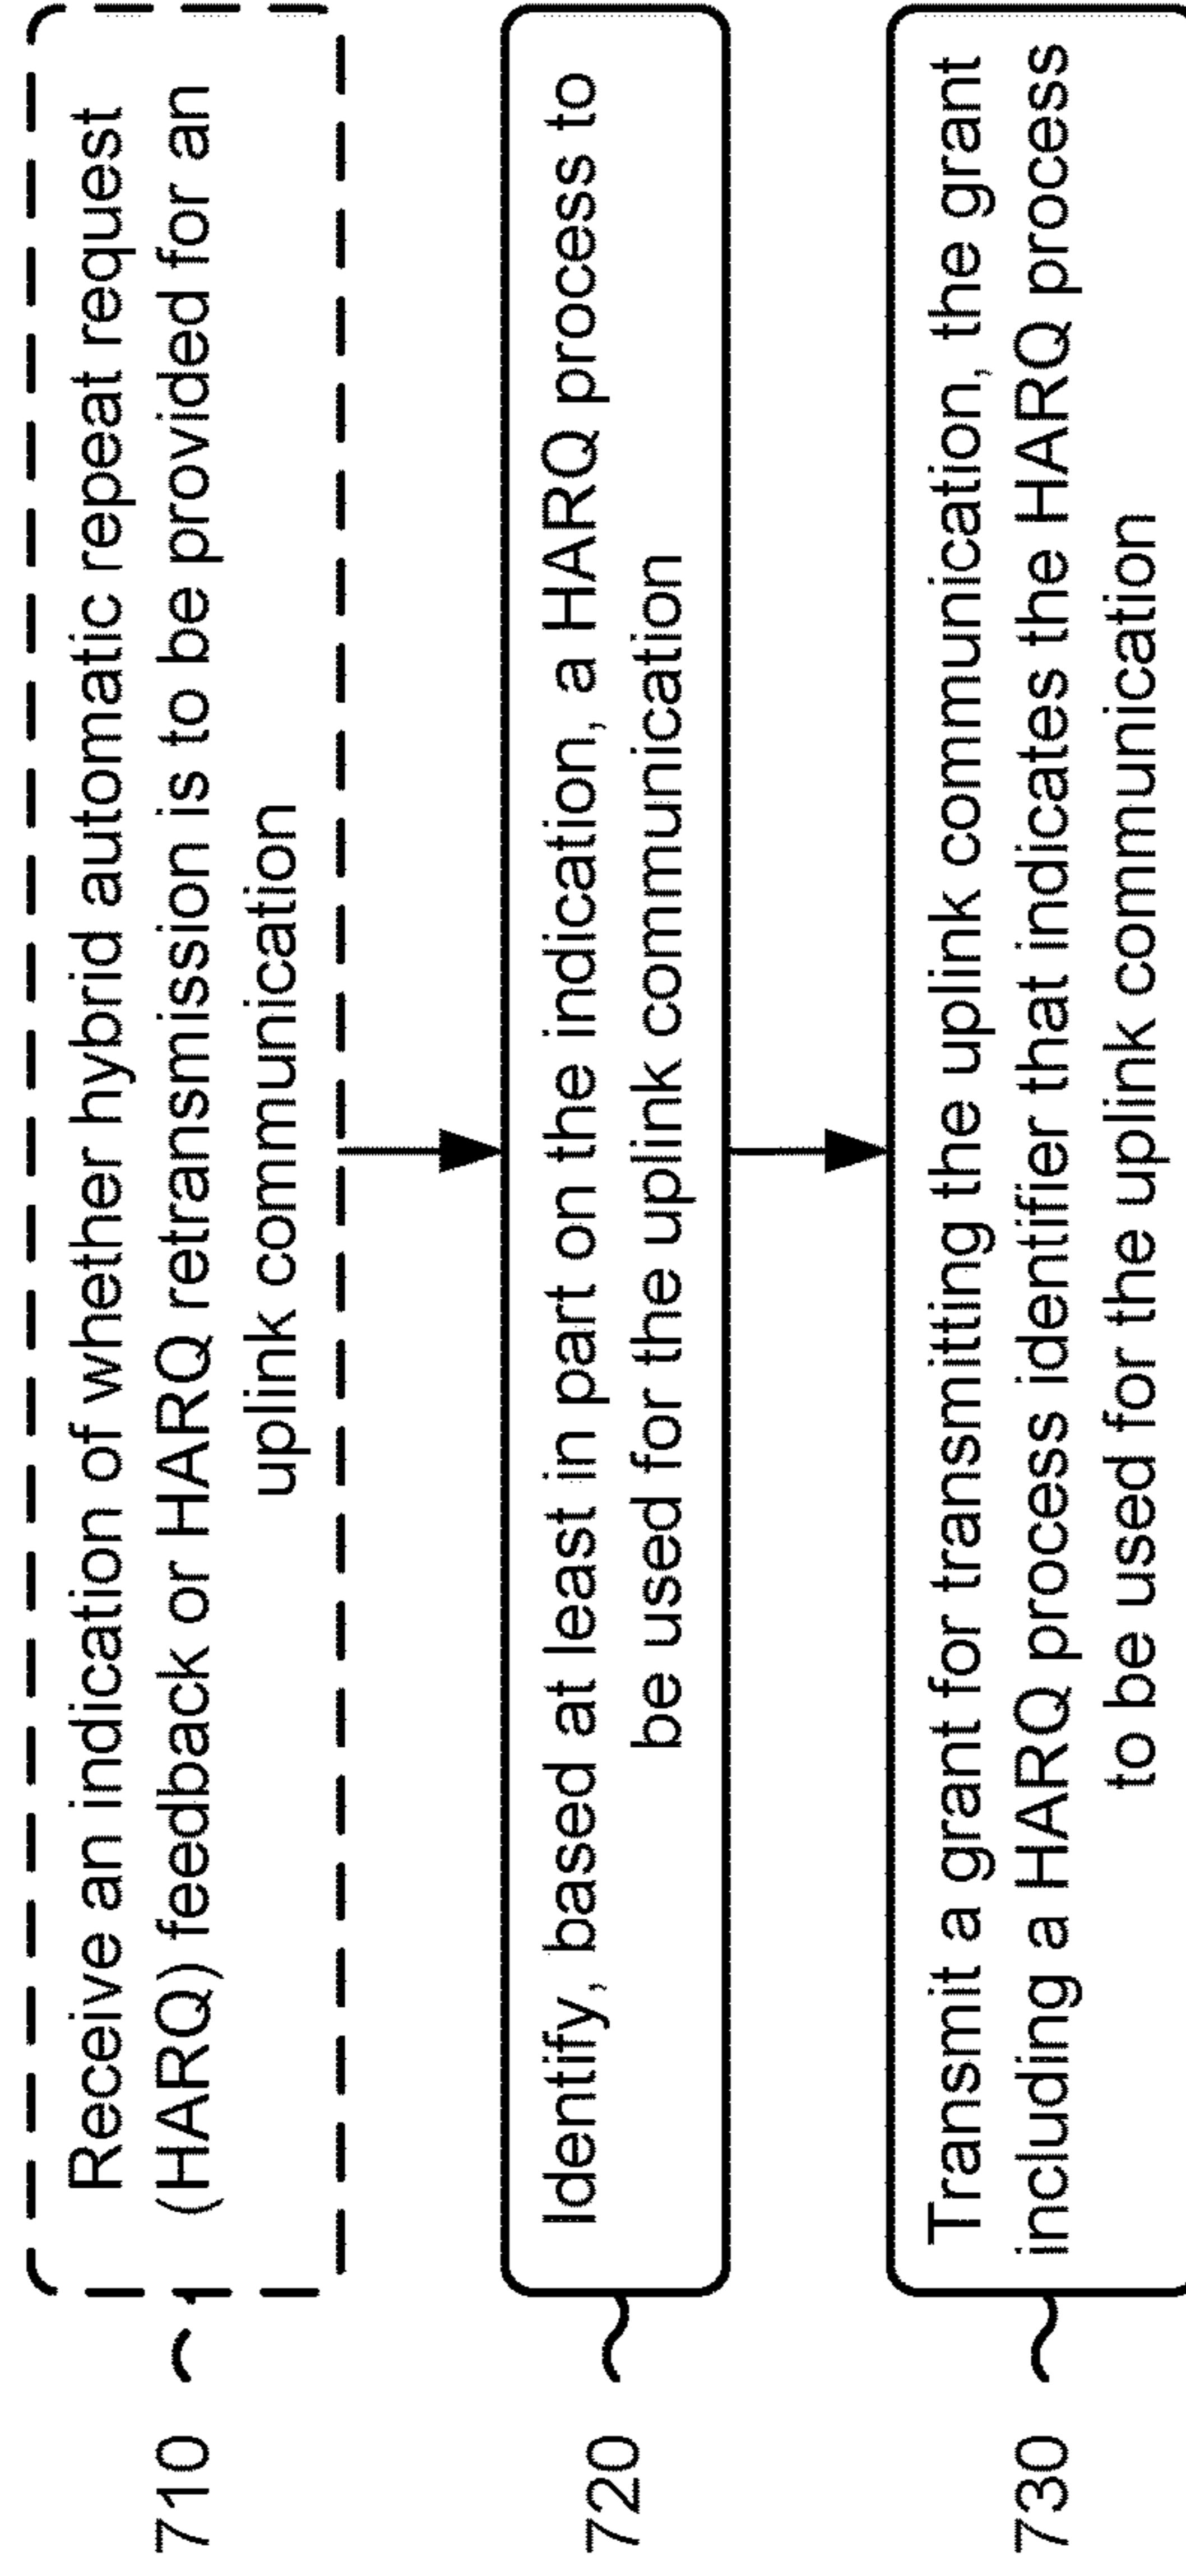 710
Receive an indication of whether hybrid automatic repeat request
(HARQ) feedback or HARQ retransmission is to be provided for an
uplink communication
720
Identify, based at least in part on the indication, a HARQ process to
be used for the uplink communication
730
Transmit a grant for transmitting the uplink communication, the grant
including a HARQ process identifier that indicates the HARQ process
to be used for the uplink communication